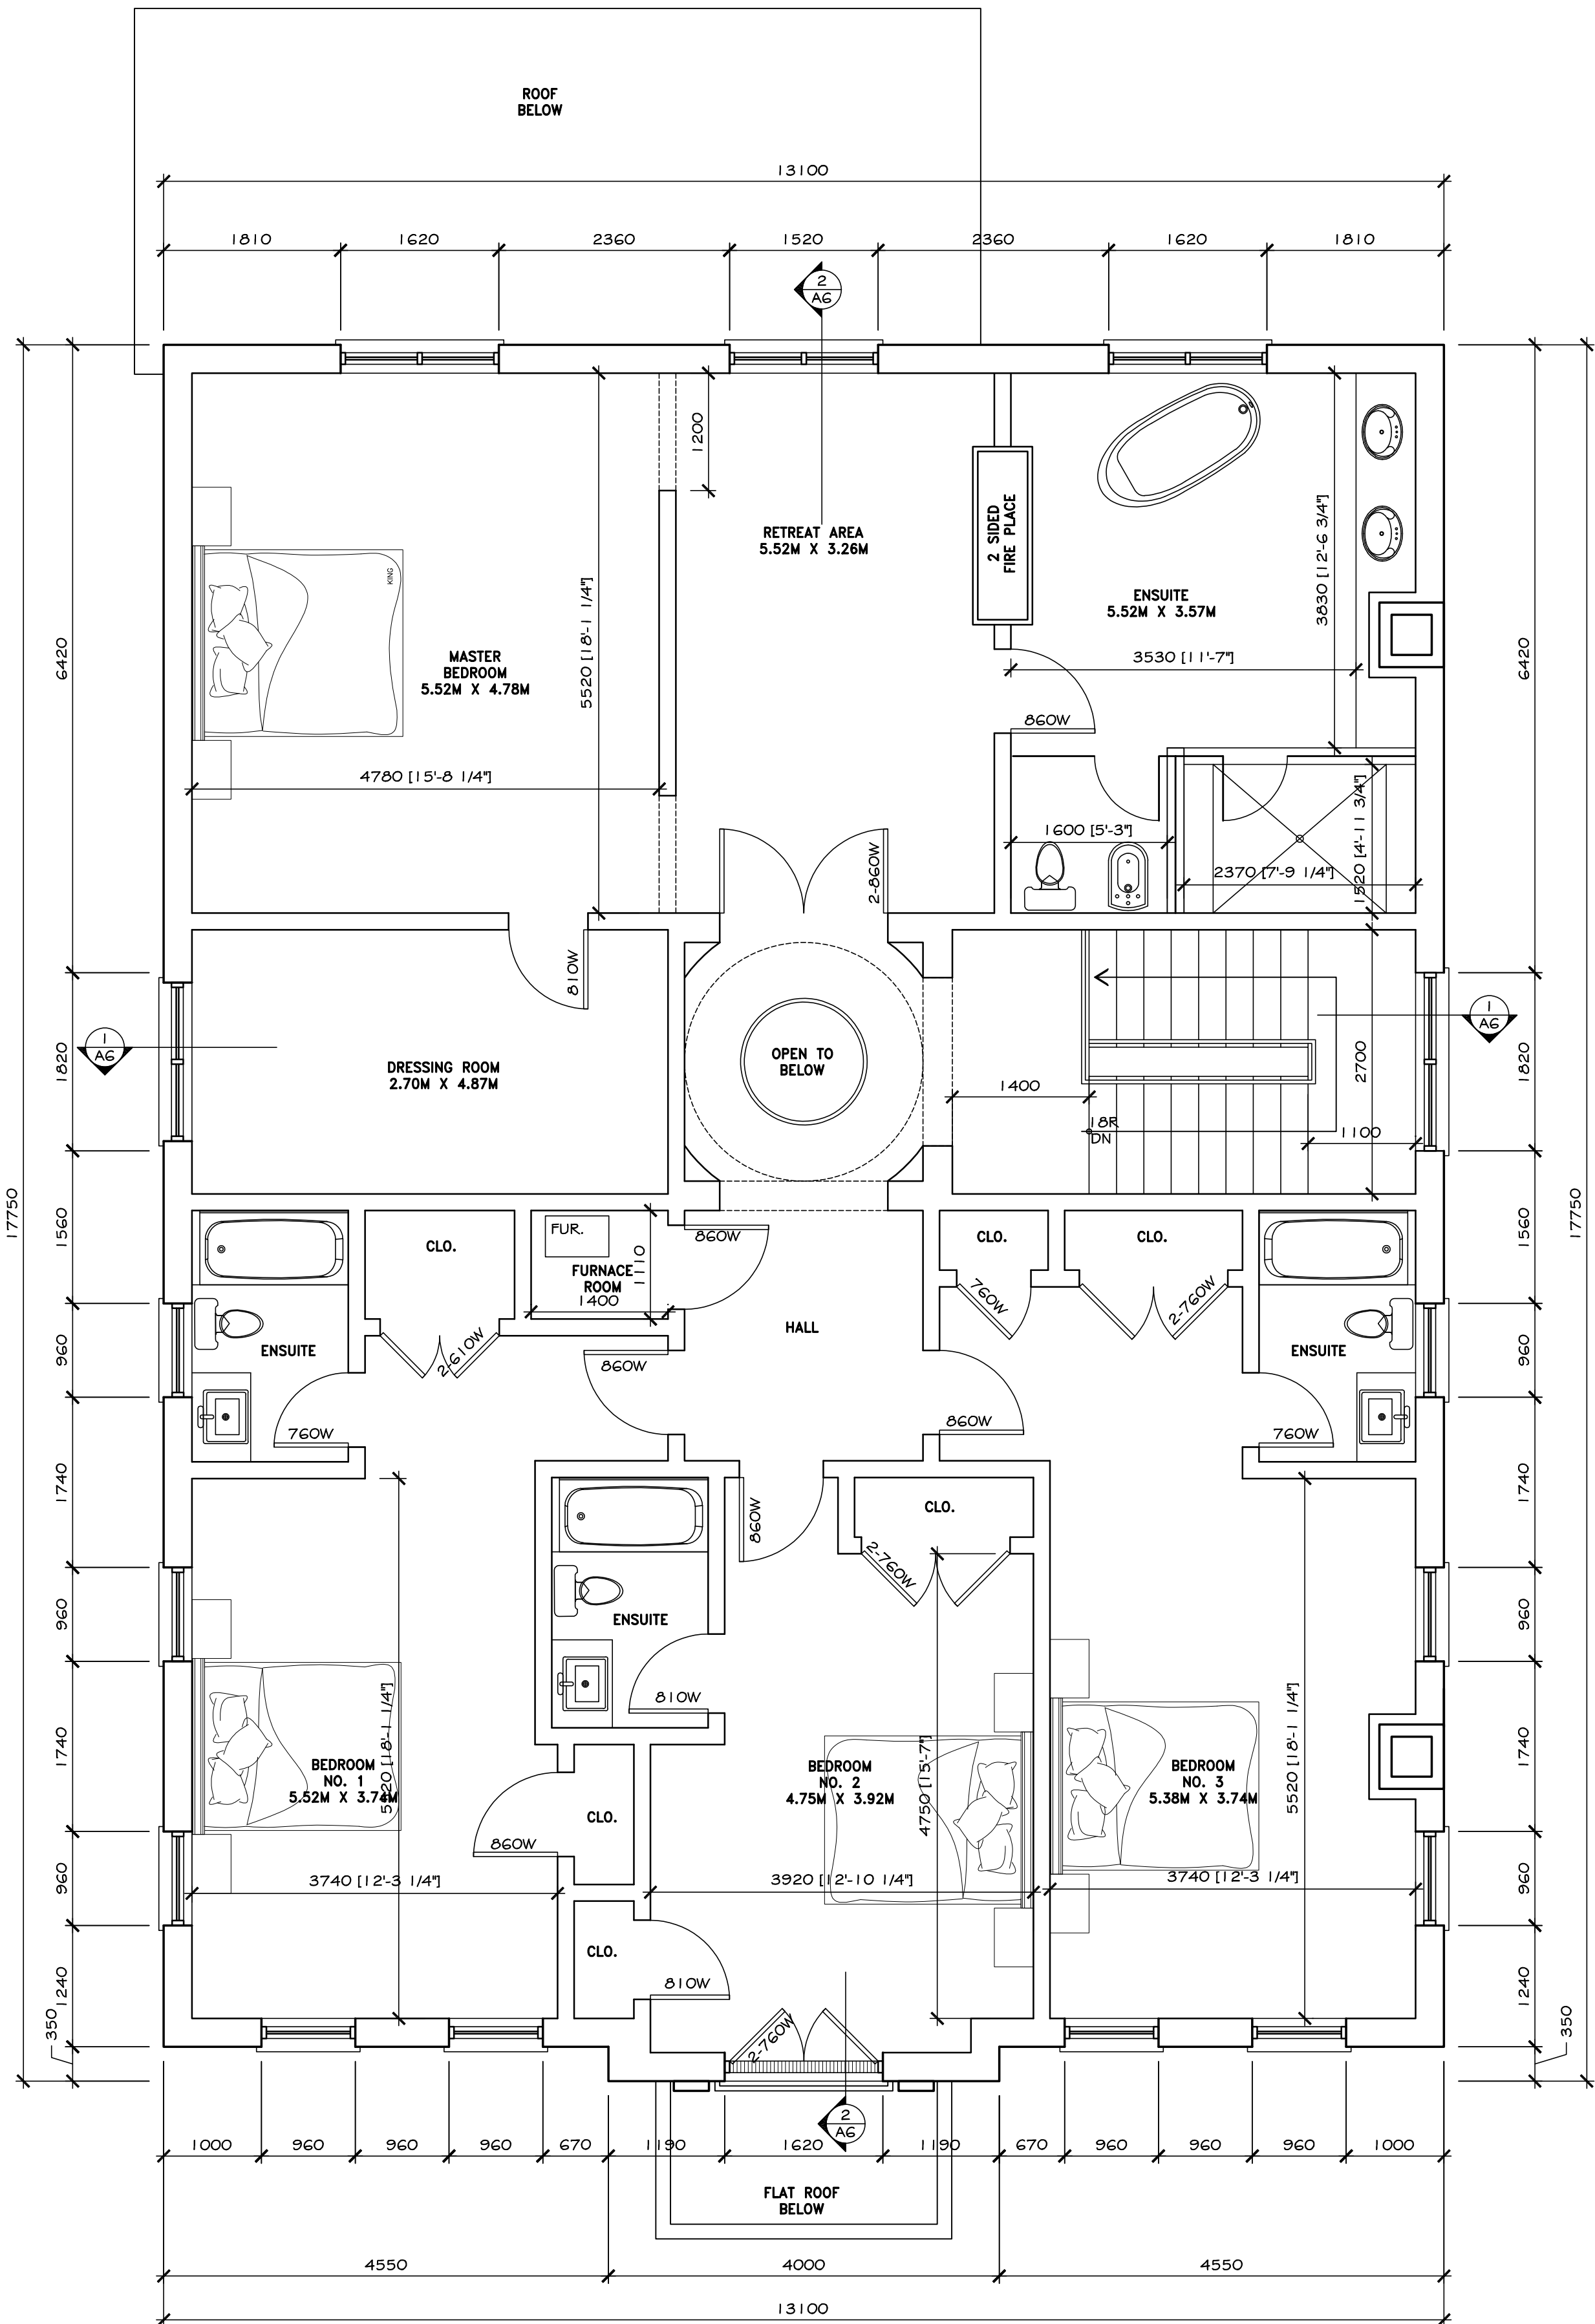 ROOF
BELOW
13100
1810 1620 2360 1520 2360 1620 1810
2
A6
1200
RETREAT AREA
5.52M X 3.26M
2 SIDED
FIRE PLACE
3830 [12'-6 3/4"]
KING
ENSUITE
5.52M X 3.57M
5520 [18'-1 1/4"]
6420
6420
MASTER
BEDROOM
5.52M X 4.78M
3530 [11'-7"]
860W
4780 [15'-8 1/4"]
1600 [5'-3"]
2-860W
2370 [7'-9 1/4"]
1520 [4'-11 3/4"]
810W
1
A6
1
A6
1820
1820
DRESSING ROOM
2.70M X 4.87M
OPEN TO
BELOW
2700
1400
18R
DN
1100
17750
17750
1560
1560
FUR.
860W
CLO.
FURNACE
ROOM
1110
1400
CLO.
CLO.
760W
2-760W
HALL
960
960
ENSUITE
2-610W
860W
ENSUITE
760W
860W
760W
1740
1740
860W
CLO.
2-760W
960
960
ENSUITE
810W
1740
1740
5520 [18'-1 1/4"]
4750 [15'-7"]
5520 [18'-1 1/4"]
BEDROOM
NO. 1
5.52M X 3.74M
BEDROOM
NO. 2
4.75M X 3.92M
BEDROOM
NO. 3
5.38M X 3.74M
CLO.
860W
960
960
3740 [12'-3 1/4"]
3920 [12'-10 1/4"]
3740 [12'-3 1/4"]
CLO.
810W
1240
1240
350
350
2-760W
2
A6
1000 960 960 960 670 1190 1620 1190 670 960 960 960 1000
FLAT ROOF
BELOW
4550 4000 4550
13100